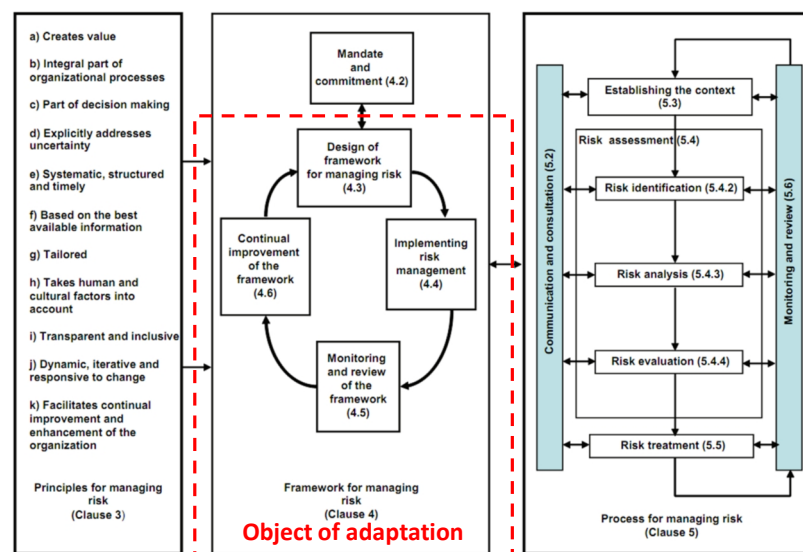 a) Creates value
b) Integral part of
organizational processes
c) Part of decision making
d) Explicitly addresses
uncertainty
e) Systematic, structured
and timely
f) Based on the best
available information
g) Tailored
h) Takes human and
cultural factors into
account
i) Transparent and inclusive
j) Dynamic, iterative and
responsive to change
k) Facilitates continual
improvement and
enhancement of the
organization
Principles for managing
risk
(Clause 3)
Mandate
and
commitment (4.2)
Design of
framework
for managing risk
(4.3)
Continual
improvement
of the
framework
(4.6)
Implementing
risk
management
(4.4)
Monitoring
and review
of the
framework
(4.5)
Framework for managing
risk
(Clause 4)
Object of adaptation
Communication and consultation (5.2)
Establishing the context
(5.3)
Risk assessment (5.4)
Risk identification (5.4.2)
Risk analysis (5.4.3)
Risk evaluation (5.4.4)
Risk treatment (5.5)
Monitoring and review (5.6)
Process for managing risk
(Clause 5)